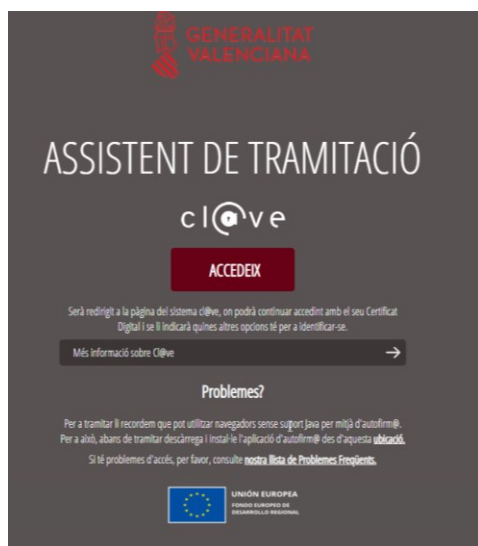 GENERALITAT
VALENCIANA
ASSISTENT DE TRAMITACIÓ
cl@ve
ACCEDEIX
Serà redirigit a la pàgina del sistema cl@ve, on podrà continuar accedint amb el seu Certificat
Digital i se li indicarà quines altres opcions té per a identificar-se.
Més informació sobre Cl@ve →
Problemes?
Per a tramitar li recordem que pot utilitzar navegadors sense suport Java per mitjà d'autofirm@.
Per a això, abans de tramitar descàrrega i instal·le l'aplicació d'autofirm@ des d'aquesta ubicació.
Si té problemes d'accés, per favor, consulte nostra llista de Problemes Freqüents.
UNIÓN EUROPEA
FONDO EUROPEO DE
DESARROLLO REGIONAL